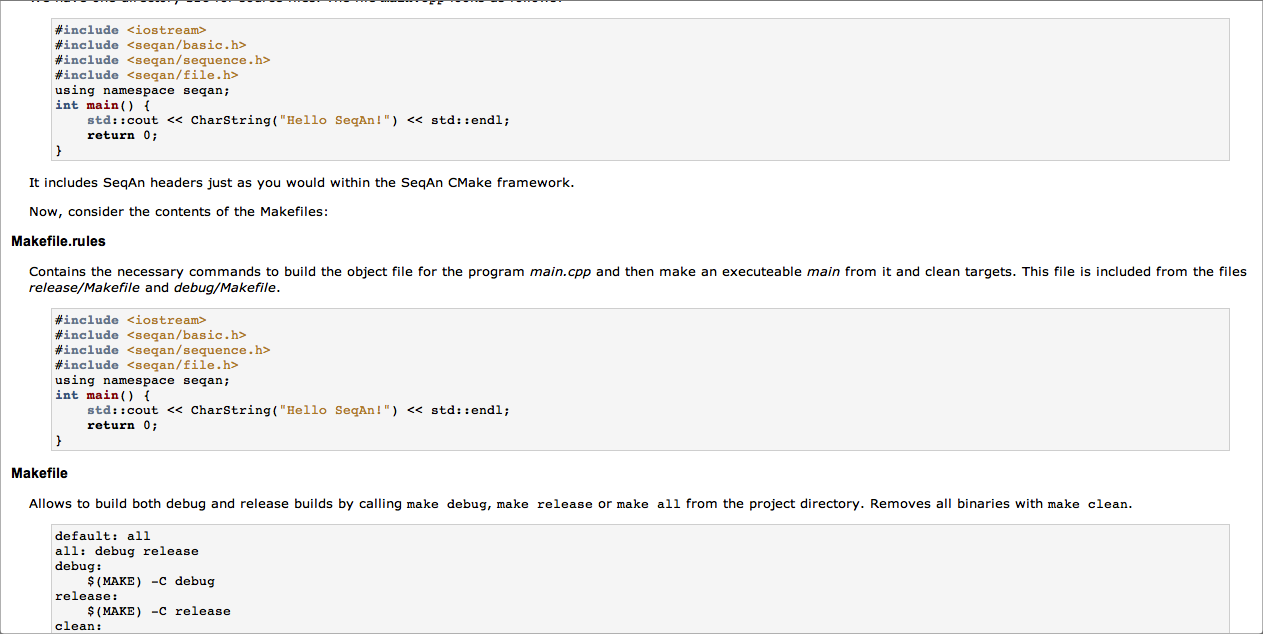 #include <iostream>
#include <seqan/basic.h>
#include <seqan/sequence.h>
#include <seqan/file.h>
using namespace seqan;
int main() {
    std::cout << CharString("Hello SeqAn!") << std::endl;
    return 0;
}
It includes SeqAn headers just as you would within the SeqAn CMake framework.
Now, consider the contents of the Makefiles:
Makefile.rules
Contains the necessary commands to build the object file for the program main.cpp and then make an executeable main from it and clean targets. This file is included from the files
release/Makefile and debug/Makefile.
#include <iostream>
#include <seqan/basic.h>
#include <seqan/sequence.h>
#include <seqan/file.h>
using namespace seqan;
int main() {
    std::cout << CharString("Hello SeqAn!") << std::endl;
    return 0;
}
Makefile
Allows to build both debug and release builds by calling make debug, make release or make all from the project directory. Removes all binaries with make clean.
default: all
all: debug release
debug:
    $(MAKE) -C debug
release:
    $(MAKE) -C release
clean: